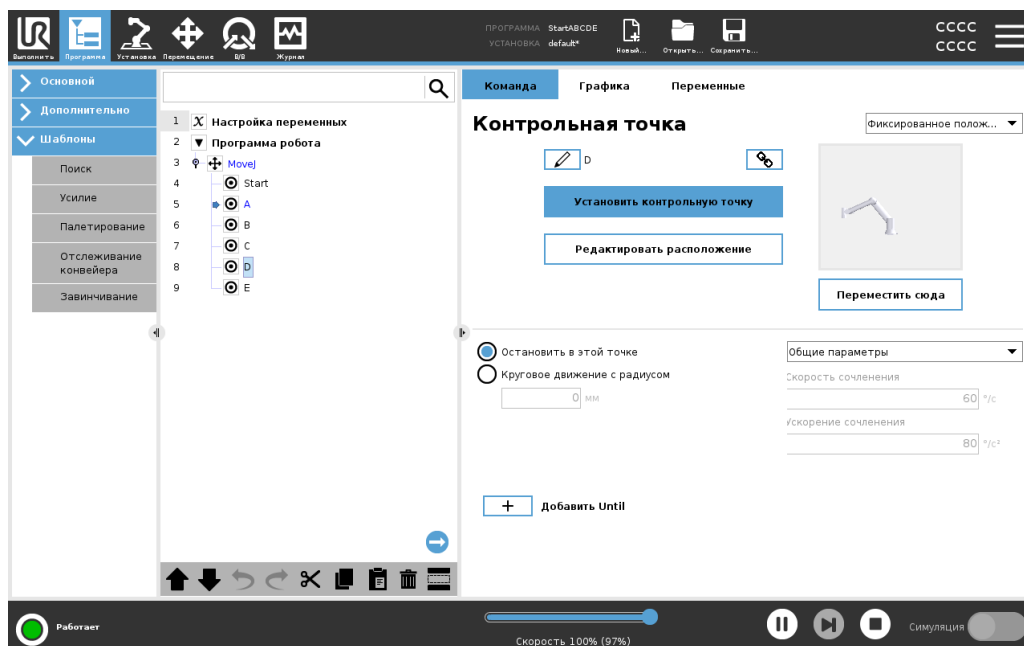 UR
ПРОГРАММА StartABCDE
УСТАНОВКА default*
CCCC
CCCC
Выполнить Программа Установка Перемещение В/В Журнал
Новый... Открыть... Сохранить...
Основной
Дополнительно
Шаблоны
Поиск
Усилие
Палетирование
Отслеживание
конвейера
Завинчивание
1 X Настройка переменных
2 Программа робота
3 MoveJ
4 Start
5 A
6 B
7 C
8 D
9 E
Команда Графика Переменные
Контрольная точка
Фиксированное полож...
D
Установить контрольную точку
Редактировать расположение
Переместить сюда
Остановить в этой точке
Круговое движение с радиусом
0 мм
Общие параметры
Скорость сочленения
60 °/с
Ускорение сочленения
80 °/с²
Добавить Until
Работает
Скорость 100% (97%)
Симуляция